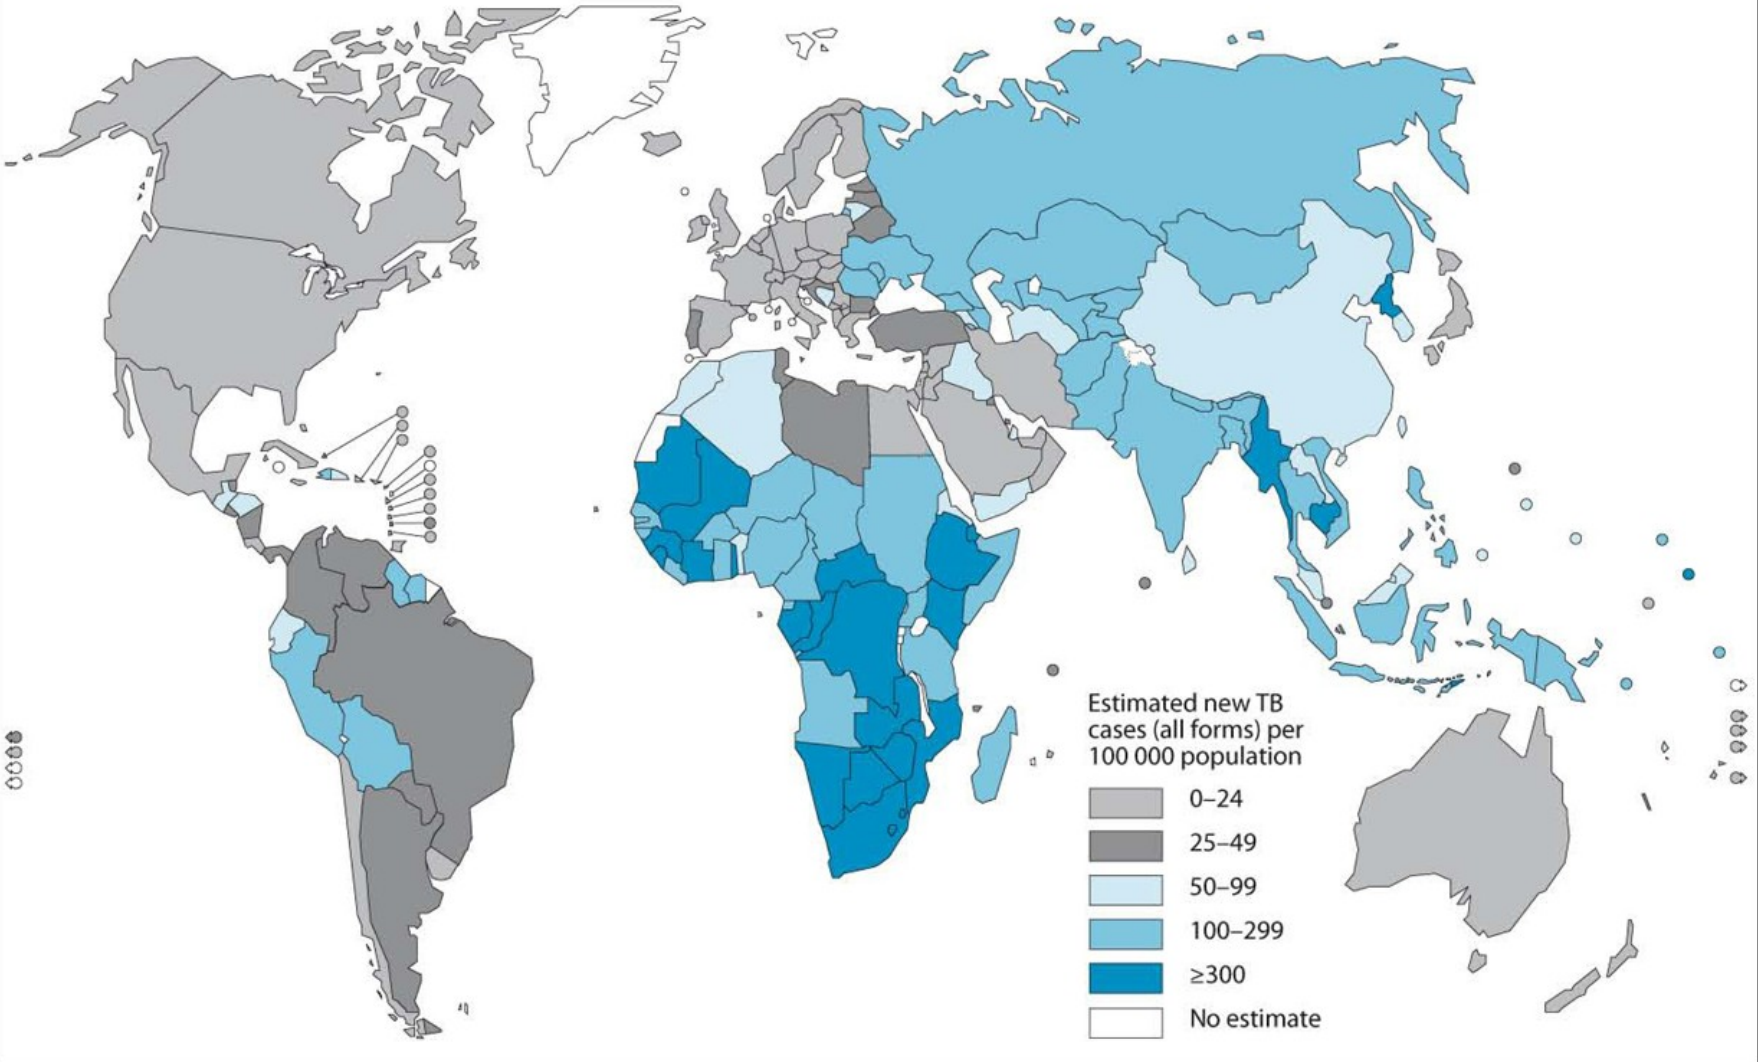 Estimated new TB
cases (all forms) per
100 000 population
0–24
25–49
50–99
100–299
≥300
No estimate